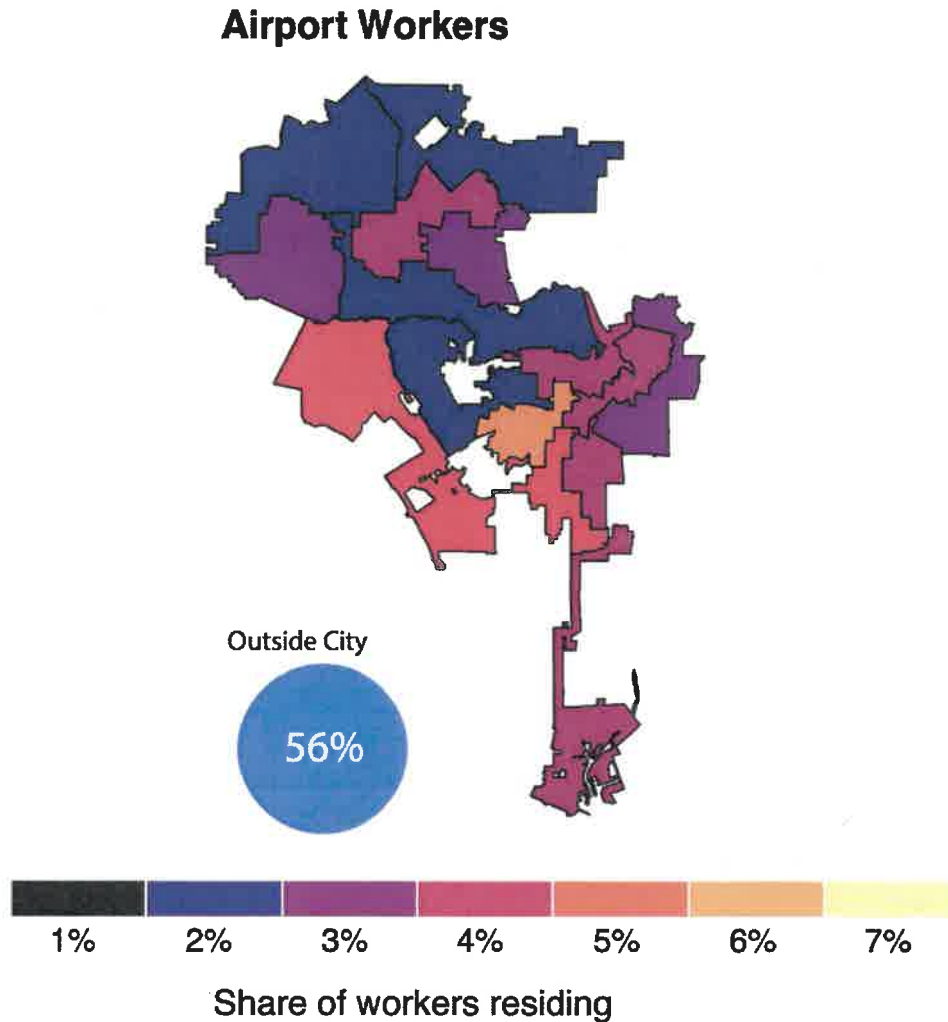 Airport Workers
Outside City
56%
1% 2% 3% 4% 5% 6% 7%
Share of workers residing